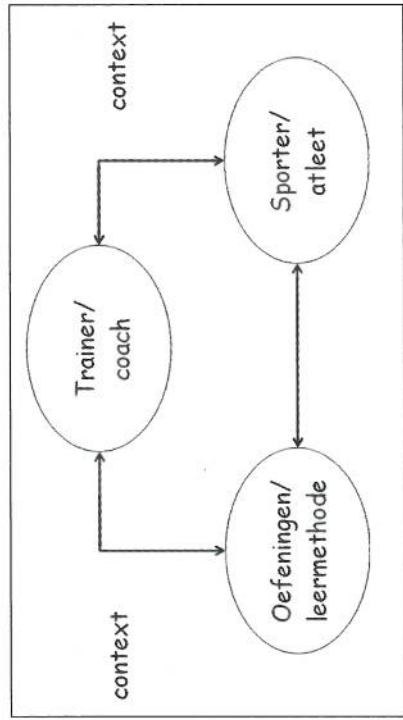 context
context
Trainer/
coach
Oefeningen/
leermethode
Sporter/
atleet